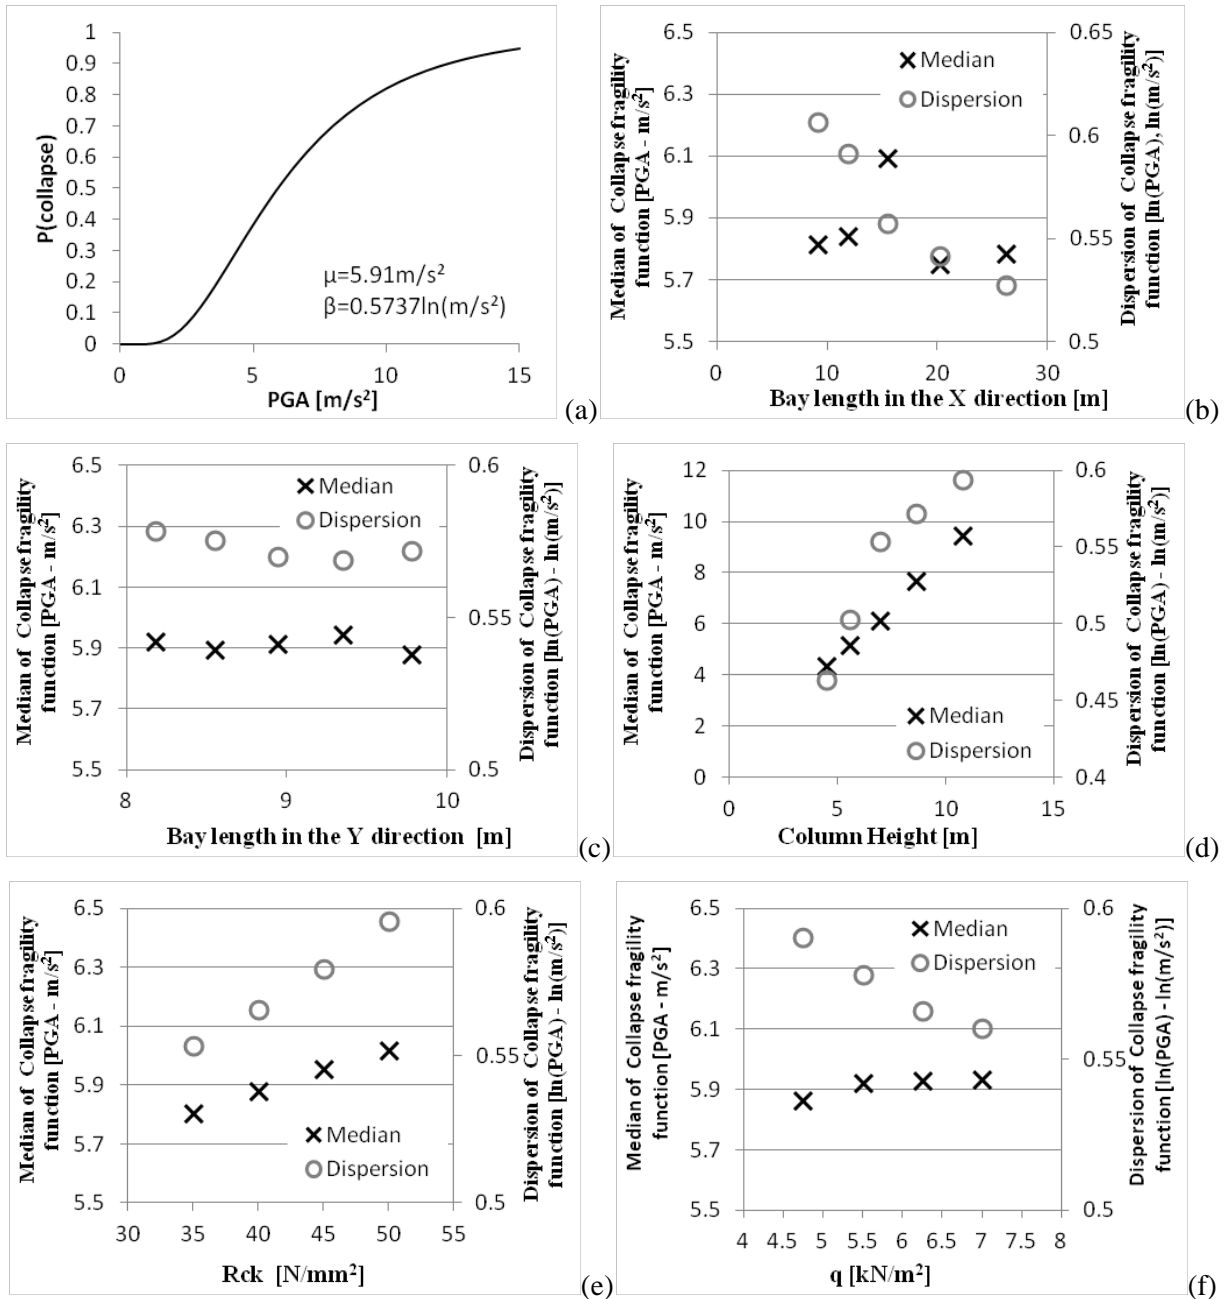 P(collapse)
1
0.9
0.8
0.7
0.6
0.5
0.4
0.3
0.2
0.1
0
μ=5.91m/s²
β=0.5737ln(m/s²)
0 5 10 15
PGA [m/s²]
(a)
Median of Collapse fragility
function [PGA - m/s²]
6.5
6.3
6.1
5.9
5.7
5.5
Median
Dispersion
0.65
0.6
0.55
0.5
Dispersion of Collapse fragility
function [ln(PGA), ln(m/s²)]
0 10 20 30
Bay length in the X direction [m]
(b)
Median of Collapse fragility
function [PGA - m/s²]
6.5
6.3
6.1
5.9
5.7
5.5
Median
Dispersion
0.6
0.55
0.5
Dispersion of Collapse fragility
function [ln(PGA) - ln(m/s²)]
8 9 10
Bay length in the Y direction [m]
(c)
Median of Collapse fragility
function [PGA - m/s²]
12
10
8
6
4
2
0
Median
Dispersion
0.6
0.55
0.5
0.45
0.4
Dispersion of Collapse fragility
function [ln(PGA) - ln(m/s²)]
0 5 10 15
Column Height [m]
(d)
Median of Collapse fragility
function [PGA - m/s²]
6.5
6.3
6.1
5.9
5.7
5.5
Median
Dispersion
0.6
0.55
0.5
Dispersion of Collapse fragility
function [ln(PGA) - ln(m/s²)]
30 35 40 45 50 55
Rck [N/mm²]
(e)
Median of Collapse fragility
function [PGA - m/s²]
6.5
6.3
6.1
5.9
5.7
5.5
Median
Dispersion
0.6
0.55
0.5
Dispersion of Collapse fragility
function [ln(PGA) - ln(m/s²)]
4 4.5 5 5.5 6 6.5 7 7.5 8
q [kN/m²]
(f)